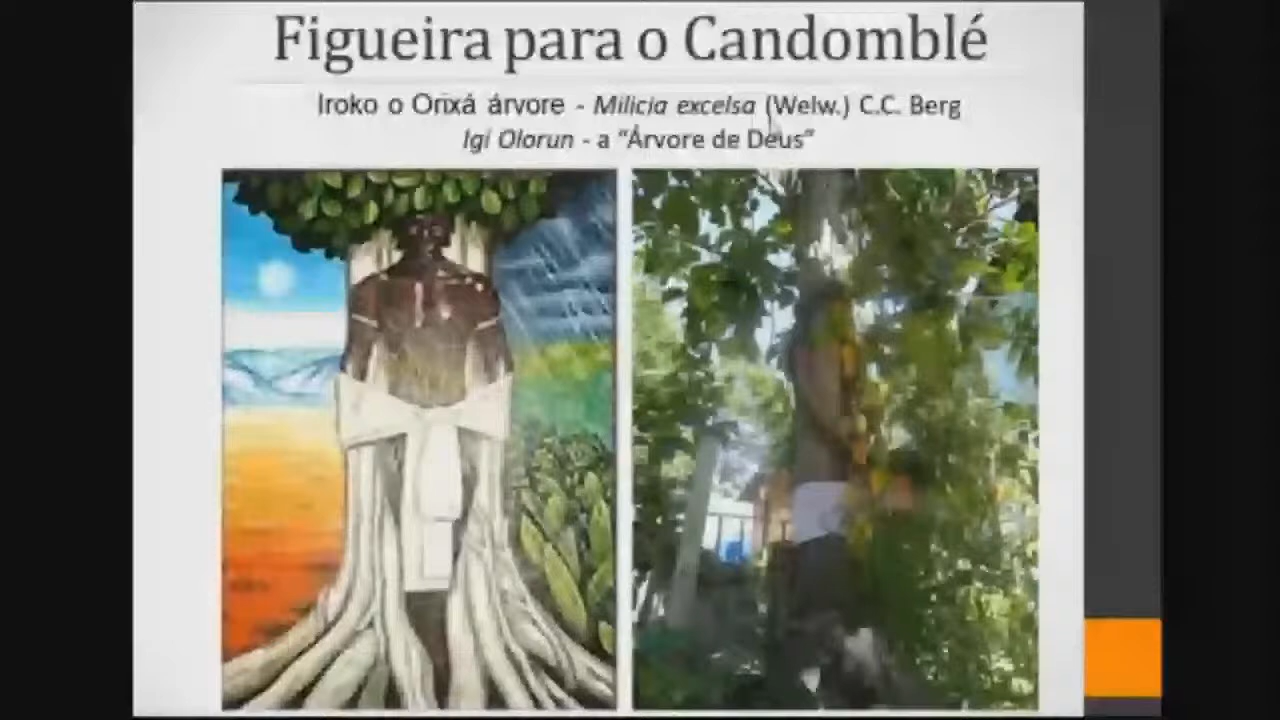 Figueira para o Candomblé
Iroko o Orixá árvore - Milicia excelsa (Welw.) C.C. Berg
Igi Olorun - a “Árvore de Deus”